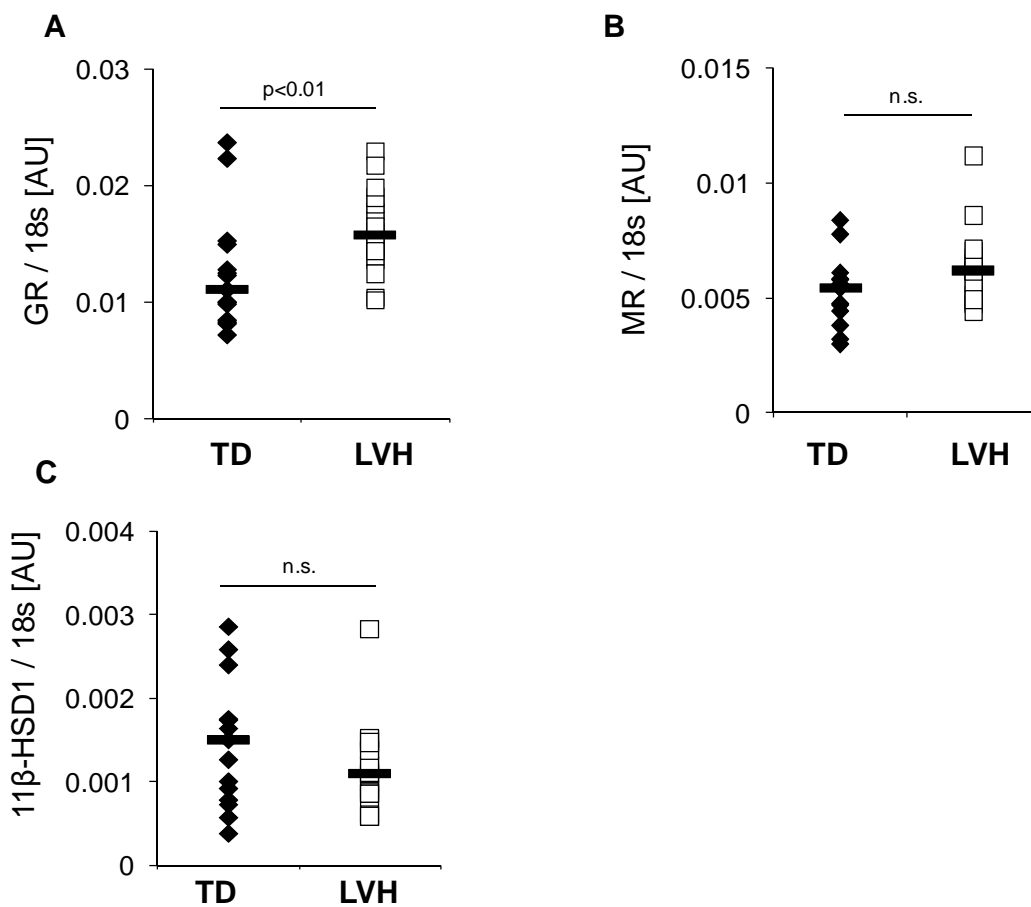 A
GR / 18s [AU]
0.03
0.02
0.01
0
p<0.01
TD LVH
B
MR / 18s [AU]
0.015
0.01
0.005
0
n.s.
TD LVH
C
11β-HSD1 / 18s [AU]
0.004
0.003
0.002
0.001
0
n.s.
TD LVH